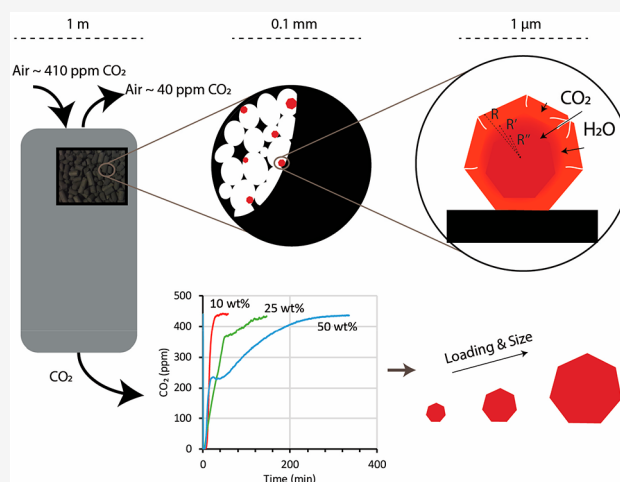 1 m
0.1 mm
1 µm
Air ~ 410 ppm CO₂
Air ~ 40 ppm CO₂
CO₂
H₂O
R
R'
R''
500
400
300
200
100
0
CO₂ (ppm)
10 wt%
25 wt%
50 wt%
0
200
400
Time (min)
CO₂
Loading & Size